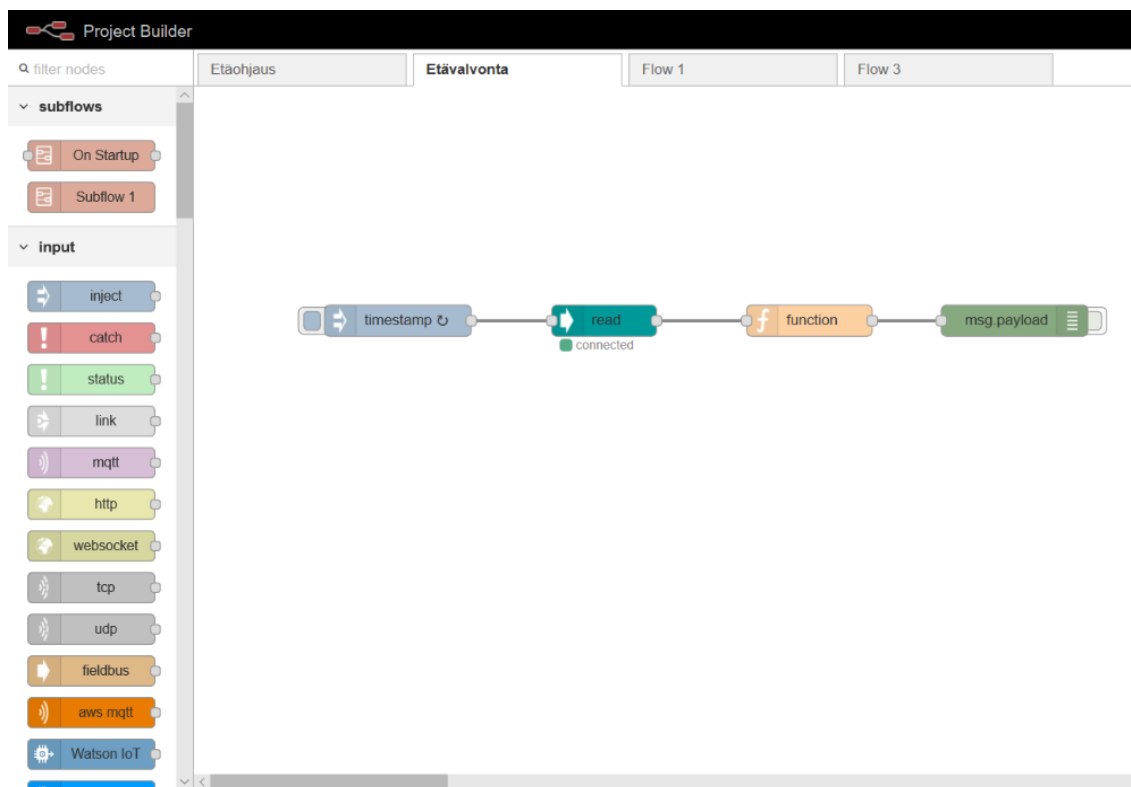 Project Builder
filter nodes
Etäohjaus
Etävalvonta
Flow 1
Flow 3
subflows
On Startup
Subflow 1
input
inject
catch
status
link
mqtt
http
websocket
tcp
udp
fieldbus
aws mqtt
Watson IoT
timestamp ↻
read
connected
function
msg.payload